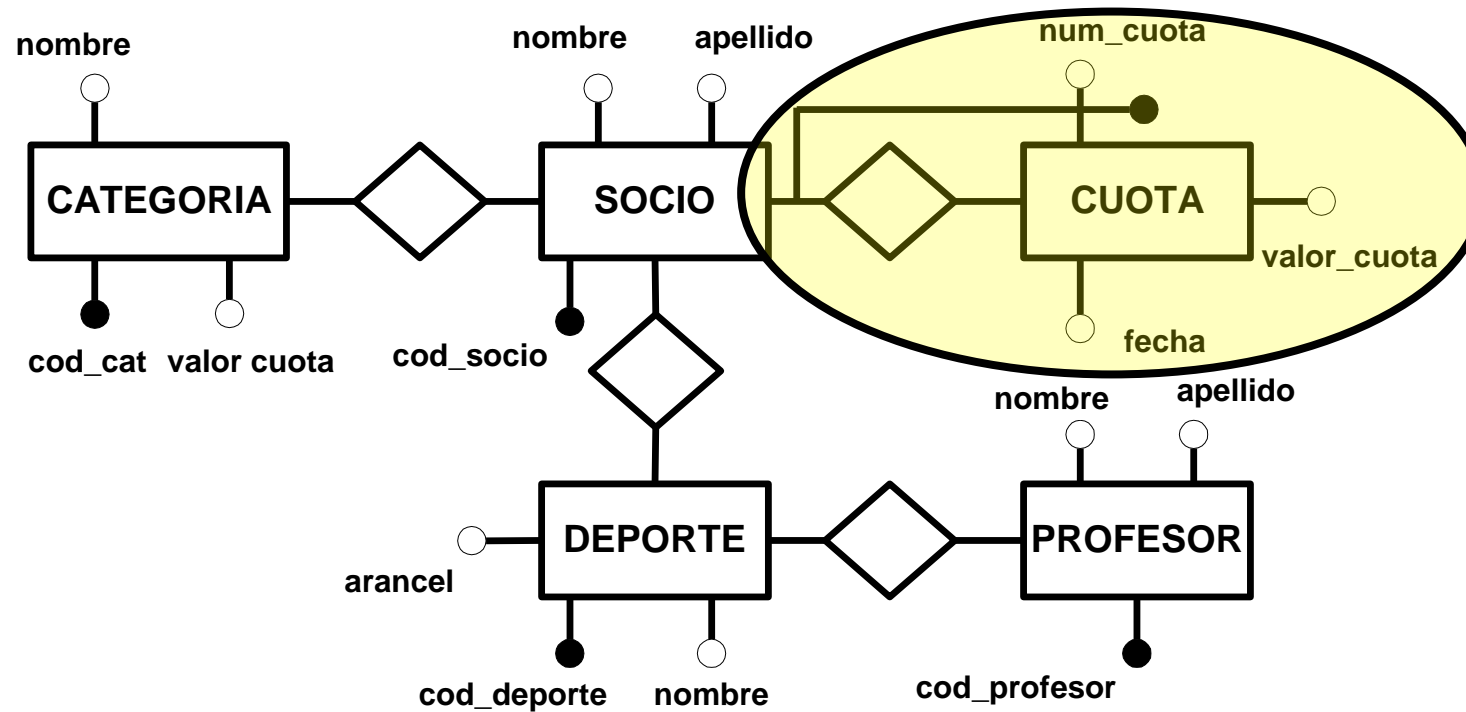 nombre
nombre
apellido
num_cuota
CATEGORIA
SOCIO
CUOTA
valor_cuota
cod_cat
valor cuota
cod_socio
fecha
nombre
apellido
DEPORTE
PROFESOR
arancel
cod_deporte
nombre
cod_profesor